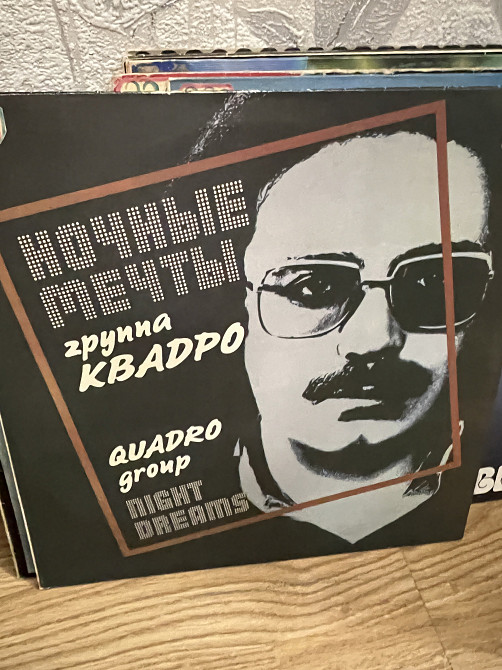 НОЧНЫЕ
МЕЧТЫ
группа
КВАДРО
QUADRO
group
NIGHT
DREAMS